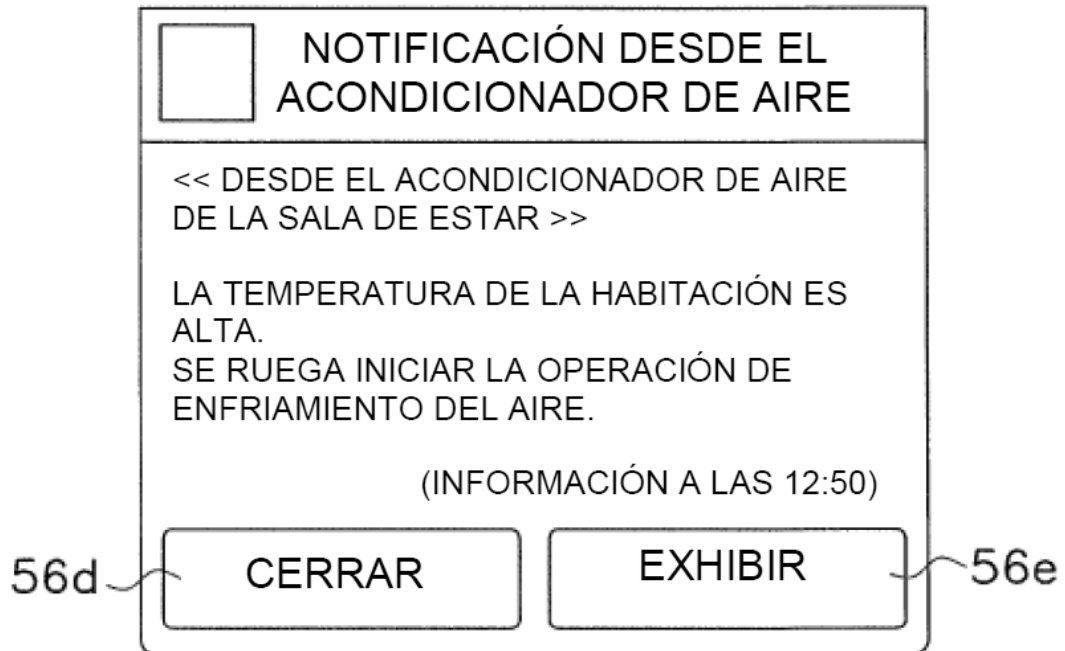 NOTIFICACIÓN DESDE EL
ACONDICIONADOR DE AIRE
<< DESDE EL ACONDICIONADOR DE AIRE
DE LA SALA DE ESTAR >>
LA TEMPERATURA DE LA HABITACIÓN ES
ALTA.
SE RUEGA INICIAR LA OPERACIÓN DE
ENFRIAMIENTO DEL AIRE.
(INFORMACIÓN A LAS 12:50)
56d CERRAR EXHIBIR 56e